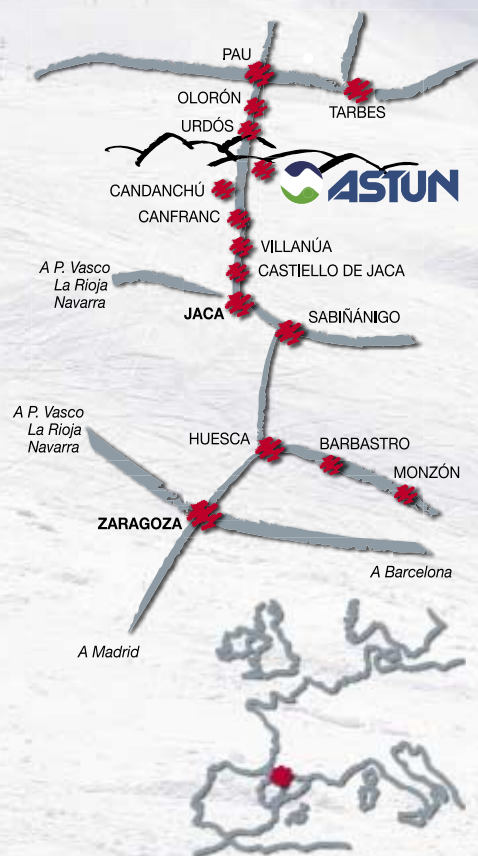 PAU
OLORÓN
TARBES
URDÓS
ASTUN
CANDANCHÚ
CANFRANC
VILLANÚA
A P. Vasco
La Rioja
Navarra
CASTIELLO DE JACA
JACA
SABIÑÁNIGO
A P. Vasco
La Rioja
Navarra
HUESCA
BARBASTRO
MONZÓN
ZARAGOZA
A Barcelona
A Madrid